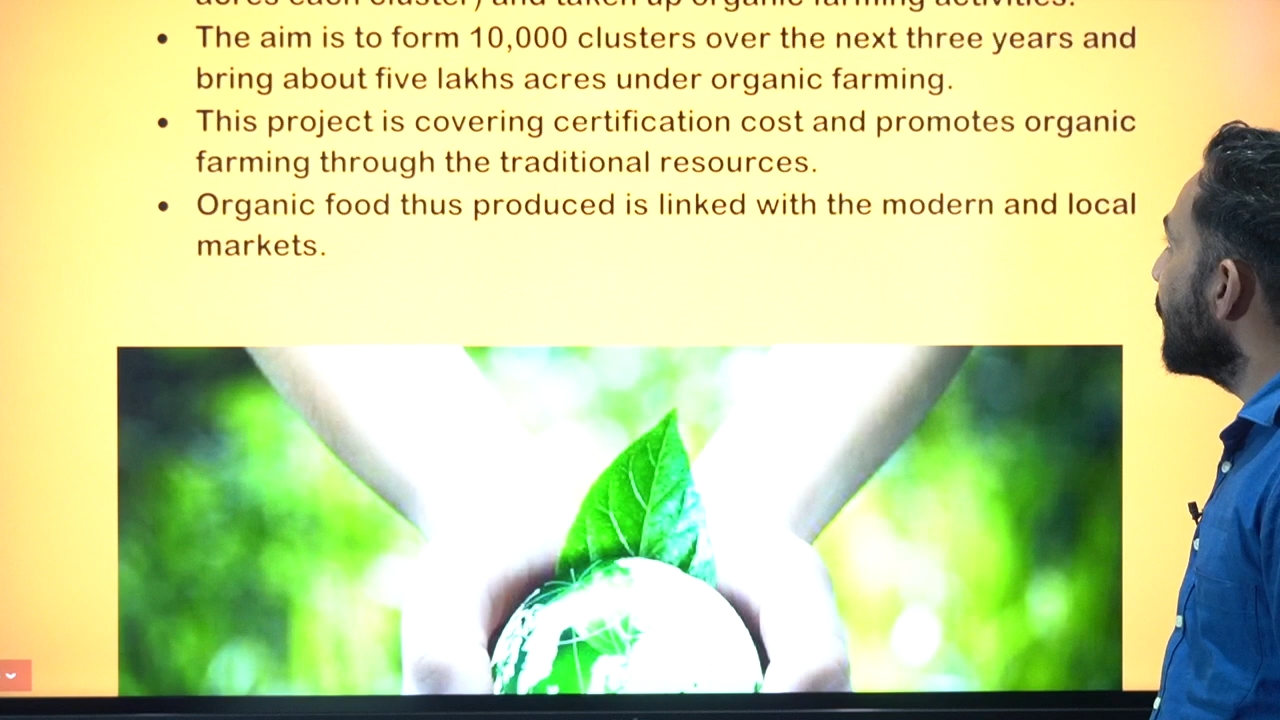 acres each cluster) and taken up organic farming activities.
• The aim is to form 10,000 clusters over the next three years and
bring about five lakhs acres under organic farming.
• This project is covering certification cost and promotes organic
farming through the traditional resources.
• Organic food thus produced is linked with the modern and local
markets.